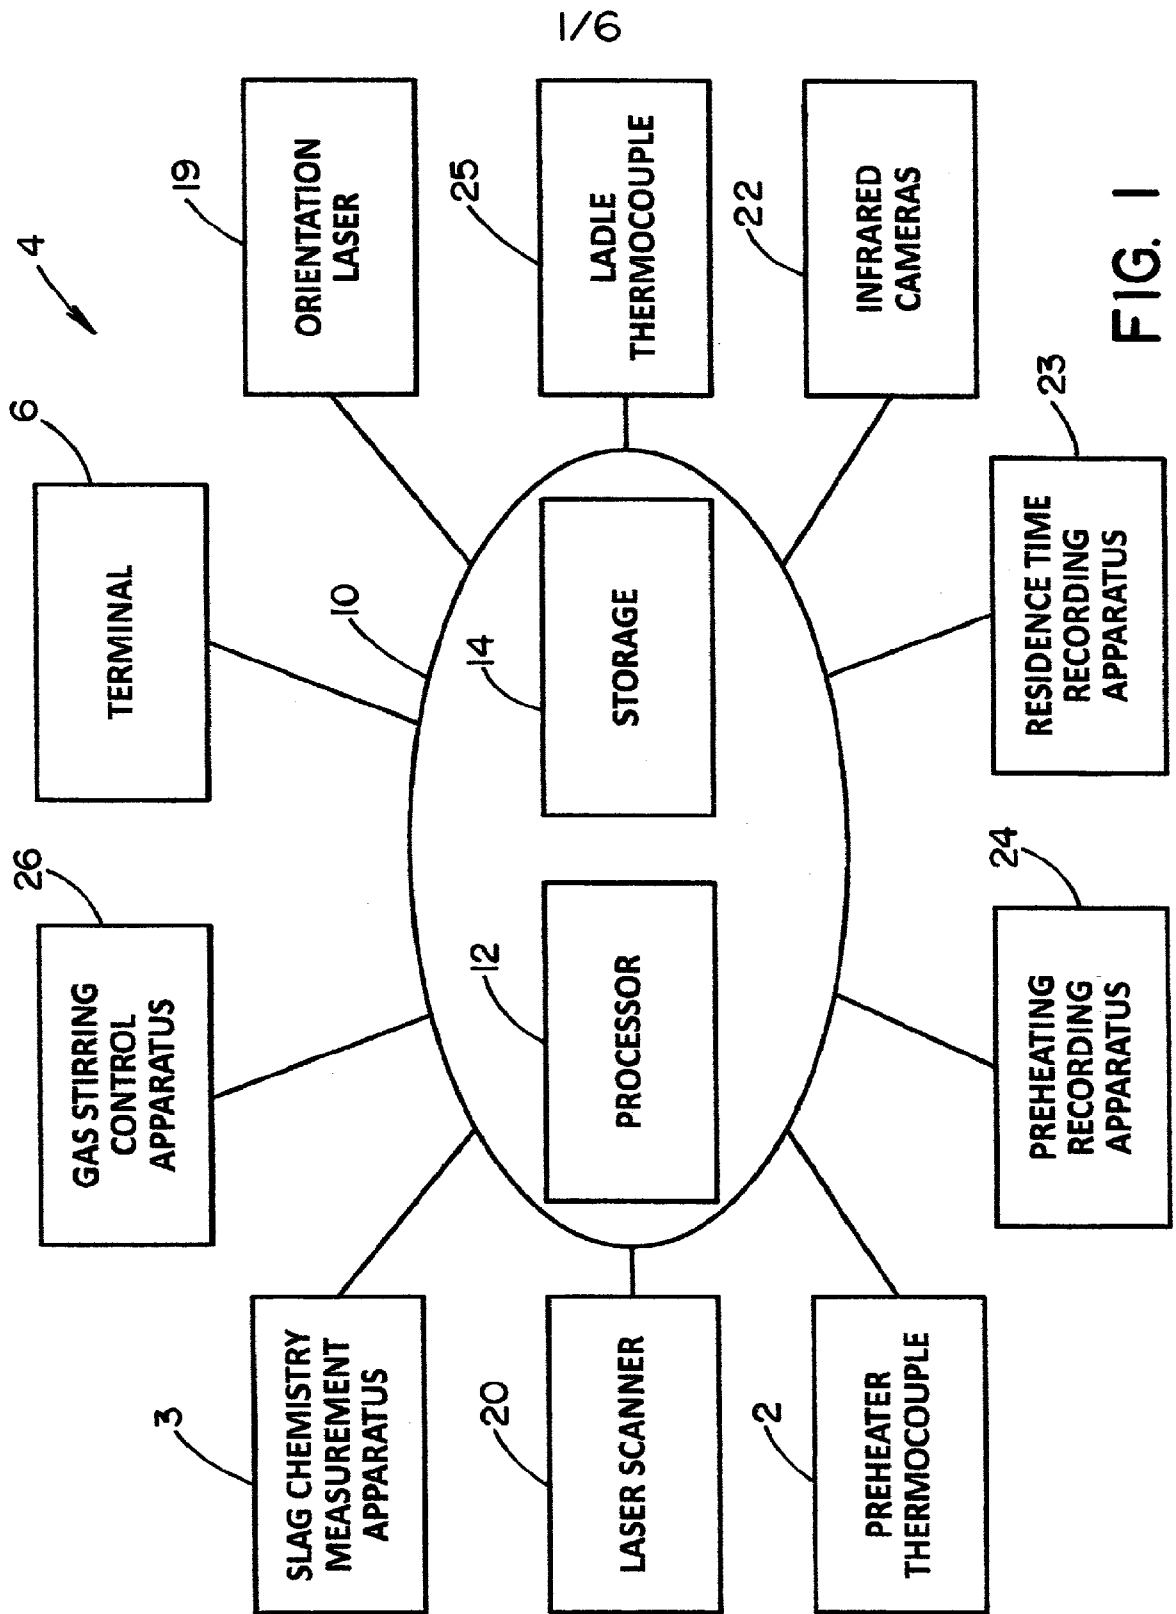 1/6
4
26
GAS STIRRING
CONTROL
APPARATUS
6
TERMINAL
3
SLAG CHEMISTRY
MEASUREMENT
APPARATUS
19
ORIENTATION
LASER
10
20
LASER SCANNER
12
PROCESSOR
14
STORAGE
25
LADLE
THERMOCOUPLE
2
PREHEATER
THERMOCOUPLE
22
INFRARED
CAMERAS
24
PREHEATING
RECORDING
APPARATUS
23
RESIDENCE TIME
RECORDING
APPARATUS
FIG. 1